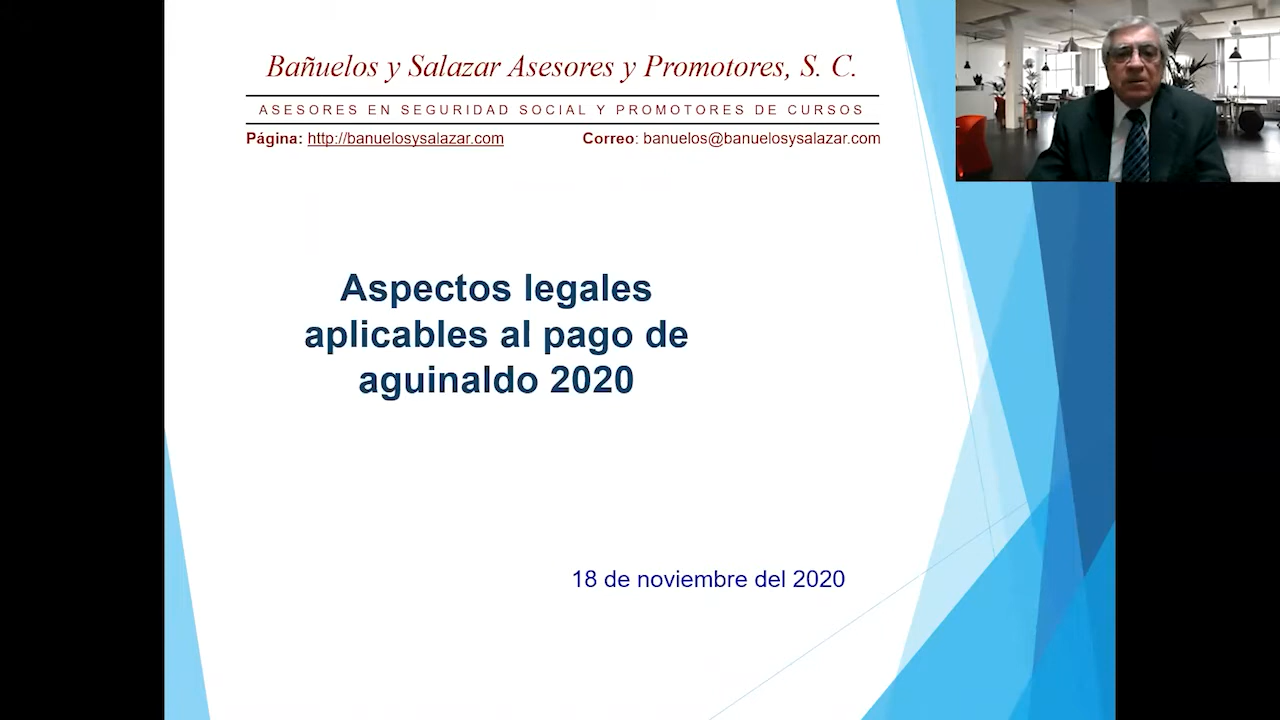 Bañuelos y Salazar Asesores y Promotores, S. C.
ASESORES EN SEGURIDAD SOCIAL Y PROMOTORES DE CURSOS
Página: http://banuelosysalazar.com Correo: banuelos@banuelosysalazar.com
Aspectos legales
aplicables al pago de
aguinaldo 2020
18 de noviembre del 2020